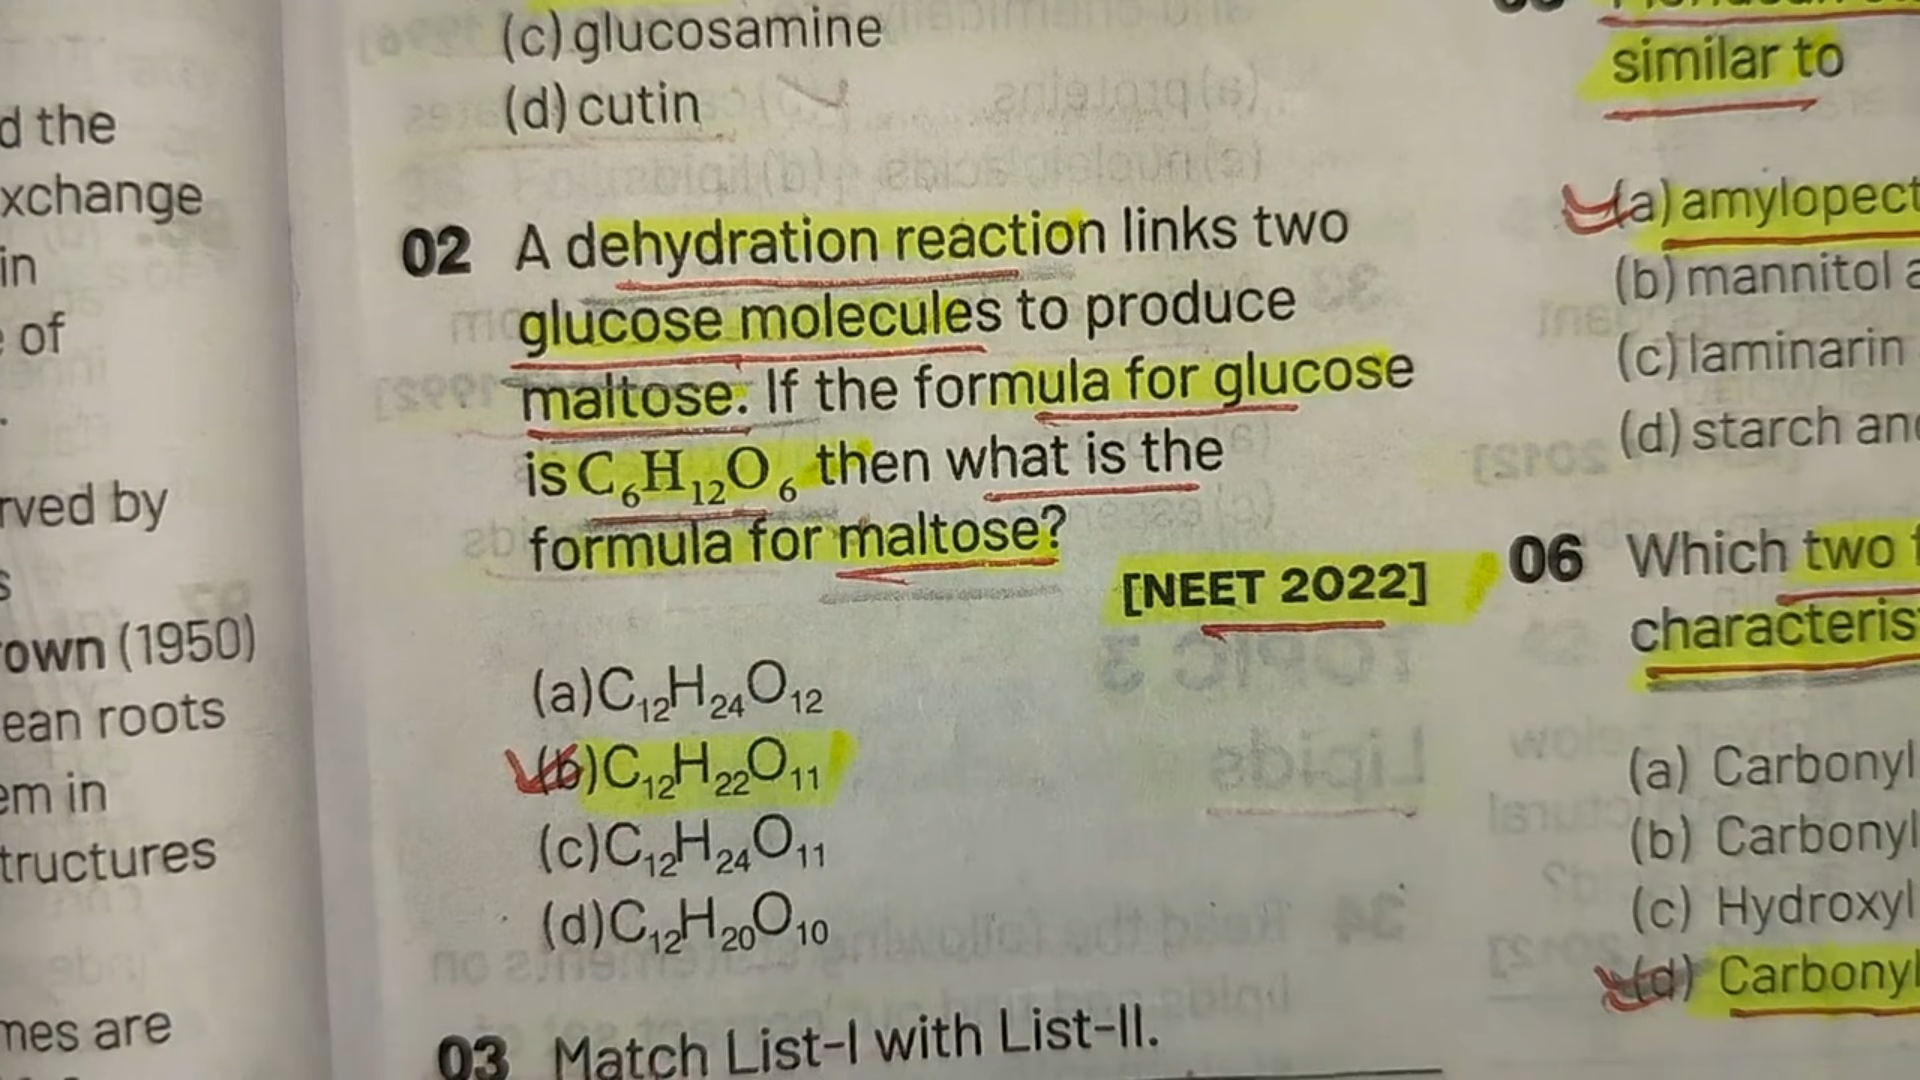 d the
xchange
in
of
rved by
own (1950)
ean roots
em in
tructures
mes are
(c) glucosamine
(d) cutin
02 A dehydration reaction links two
glucose molecules to produce
maltose. If the formula for glucose
is C₆H₁₂O₆ then what is the
formula for maltose?
[NEET 2022]
(a) C₁₂H₂₄O₁₂
(b) C₁₂H₂₂O₁₁
(c) C₁₂H₂₄O₁₁
(d) C₁₂H₂₀O₁₀
03 Match List-I with List-II.
similar to
(a) amylopect
(b) mannitol a
(c) laminarin
(d) starch and
06 Which two f
characteris
(a) Carbonyl
(b) Carbonyl
(c) Hydroxyl
(d) Carbonyl